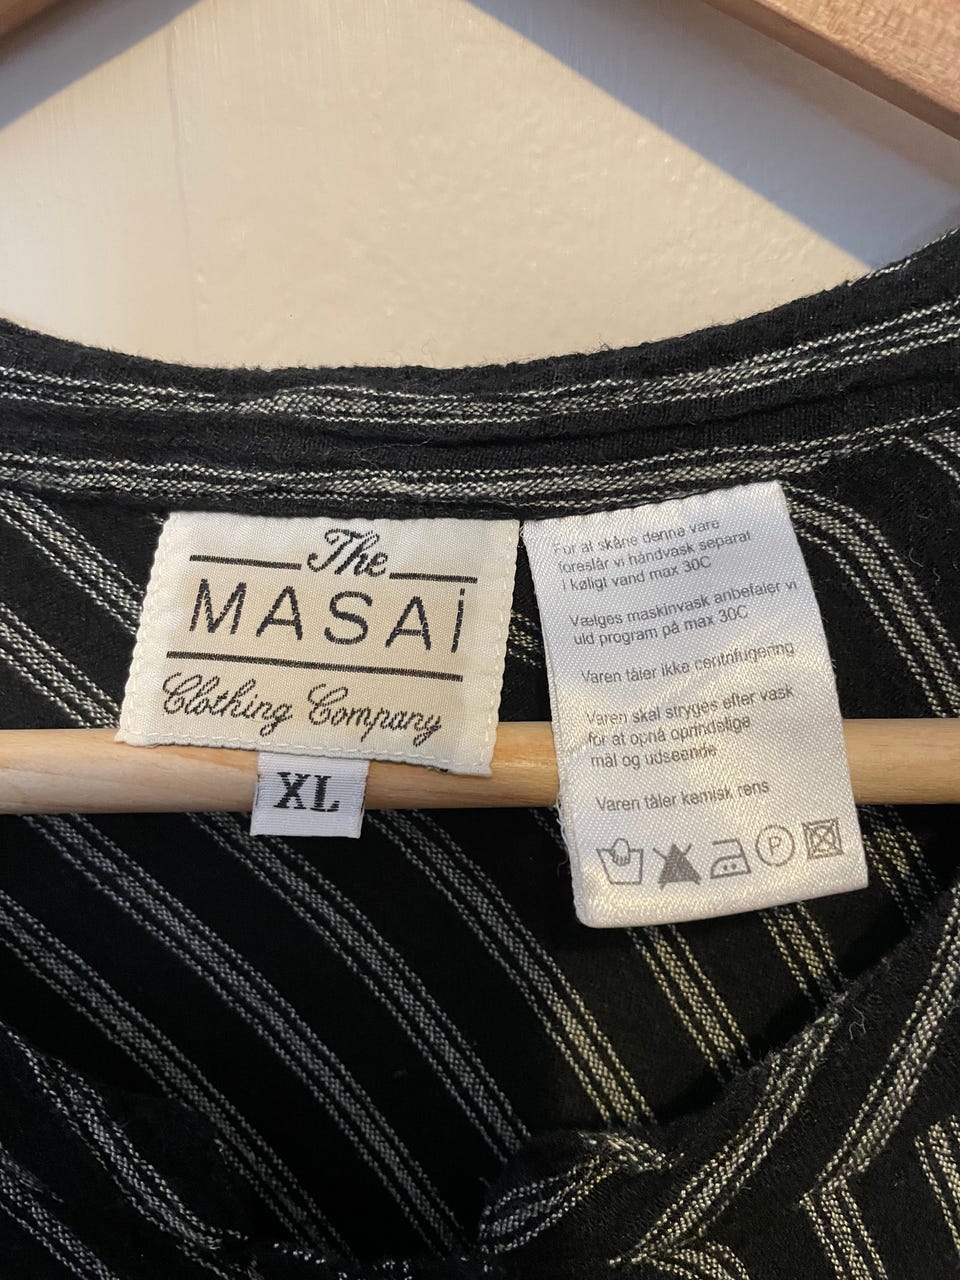 The
MASAi
Clothing Company
XL
For at skåne denne vare
foreslår vi håndvask separat
i køligt vand max 30C
Vælges maskinvask anbefaler vi
uld program på max 30C
Varen tåler ikke centrifugering
Varen skal stryges efter vask
for at opnå oprindelige
mål og udseende
Varen tåler kemisk rens
P